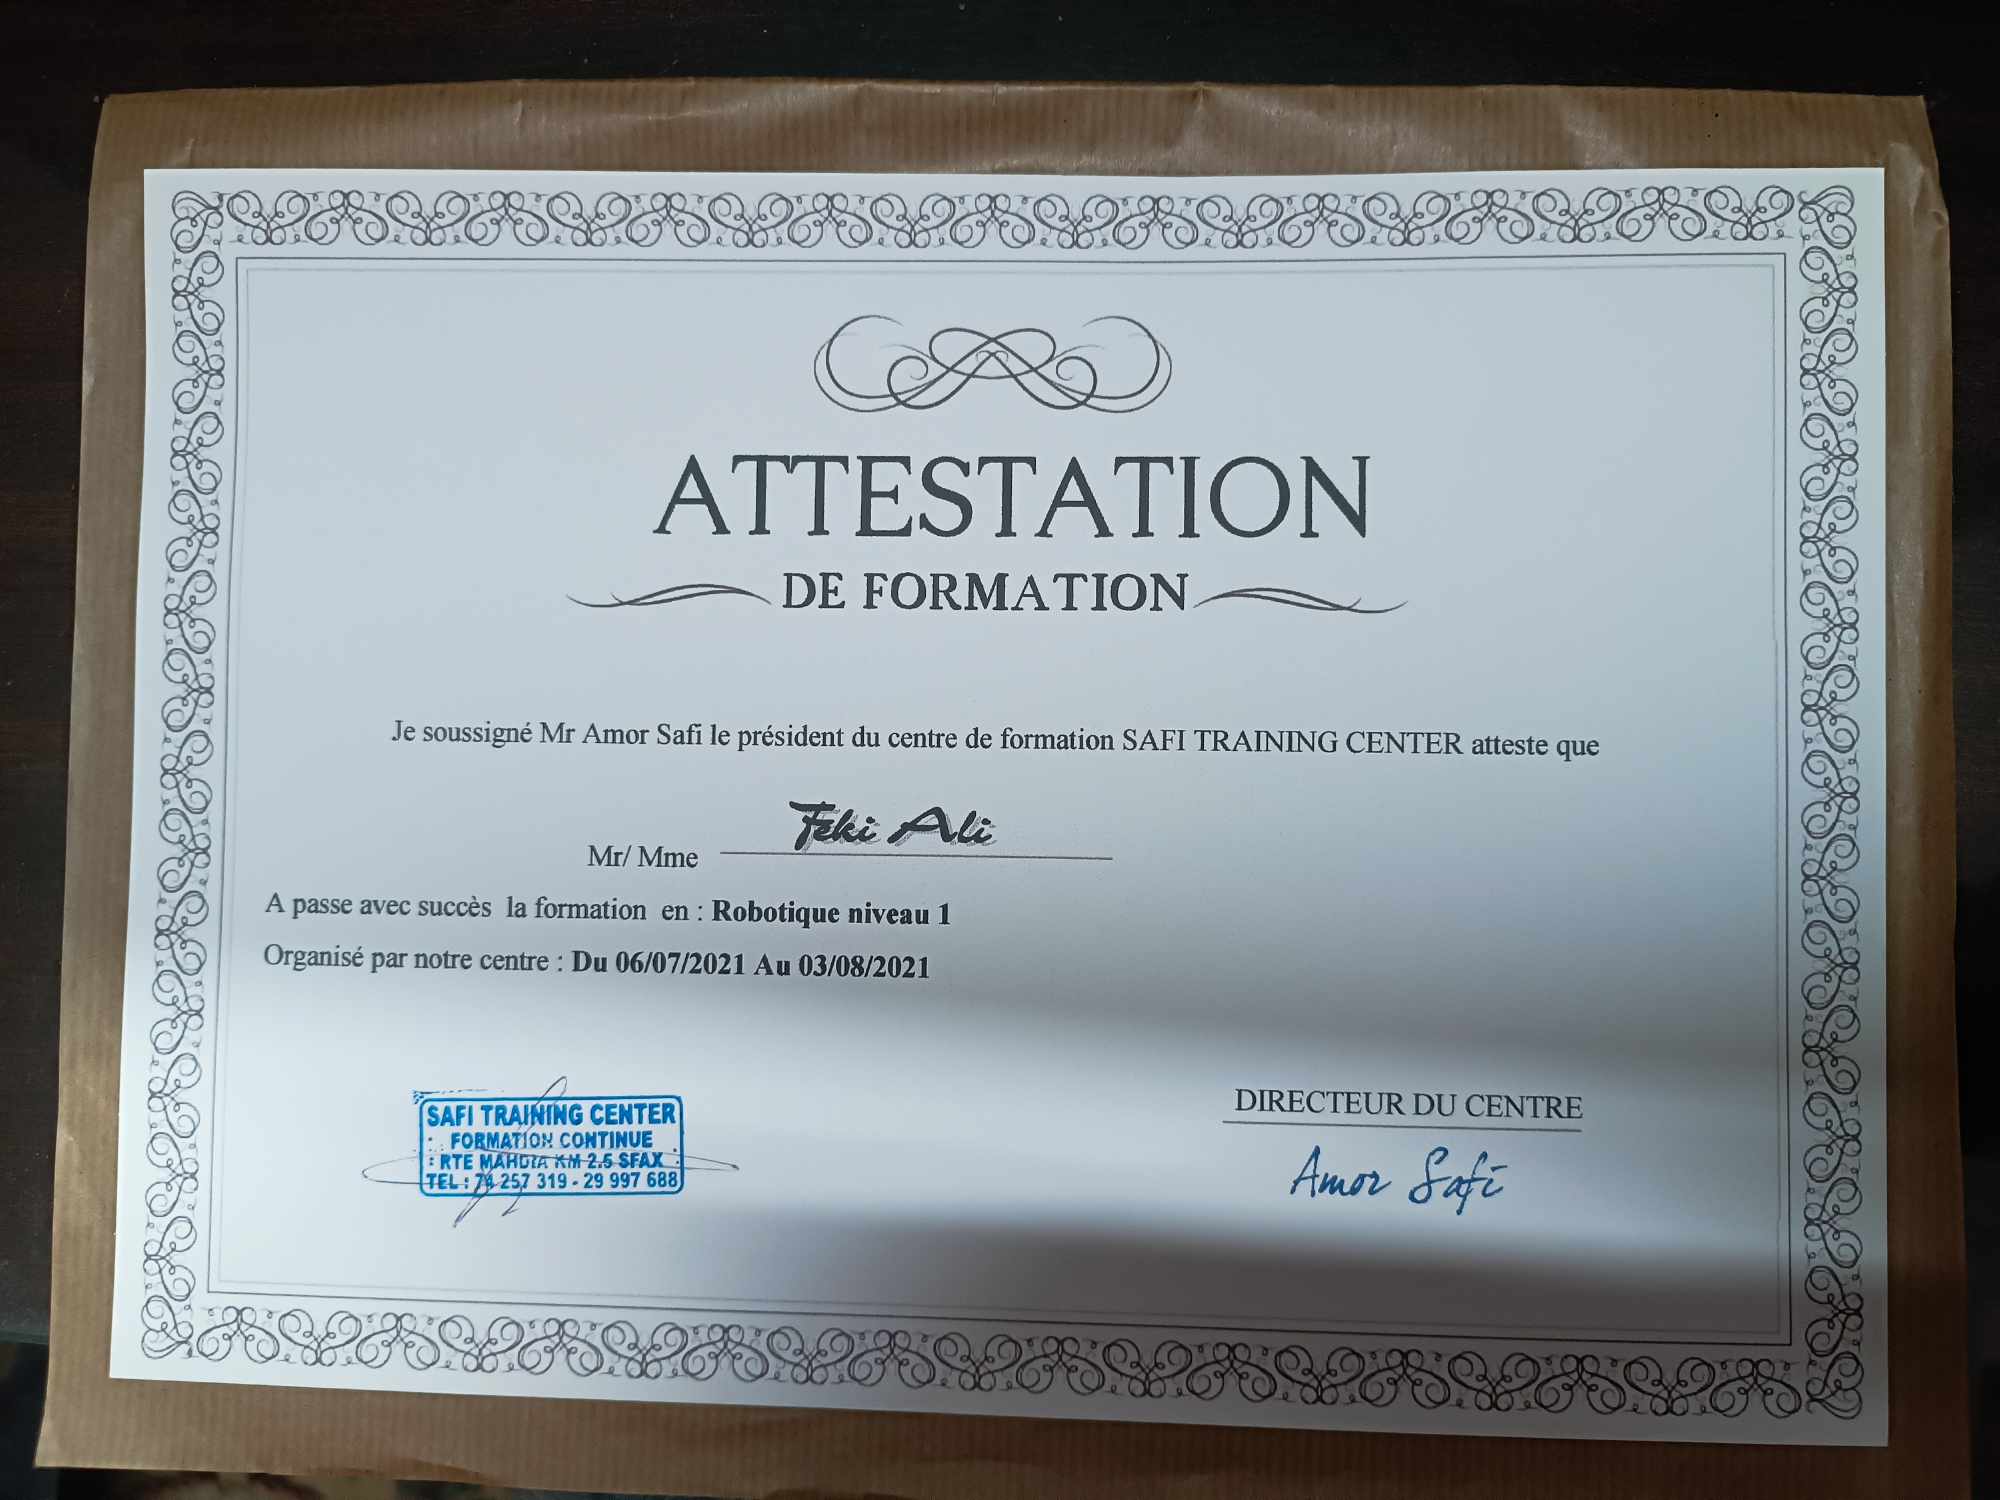 ATTESTATION
DE FORMATION
Je soussigné Mr Amor Safi le président du centre de formation SAFI TRAINING CENTER atteste que
Mr/ Mme Feki Ali
A passe avec succès la formation en : Robotique niveau 1
Organisé par notre centre : Du 06/07/2021 Au 03/08/2021
SAFI TRAINING CENTER
FORMATION CONTINUE
RTE MAHDIA KM 2.5 SFAX
TEL : 74 257 319 - 29 997 688
DIRECTEUR DU CENTRE
Amor Safi